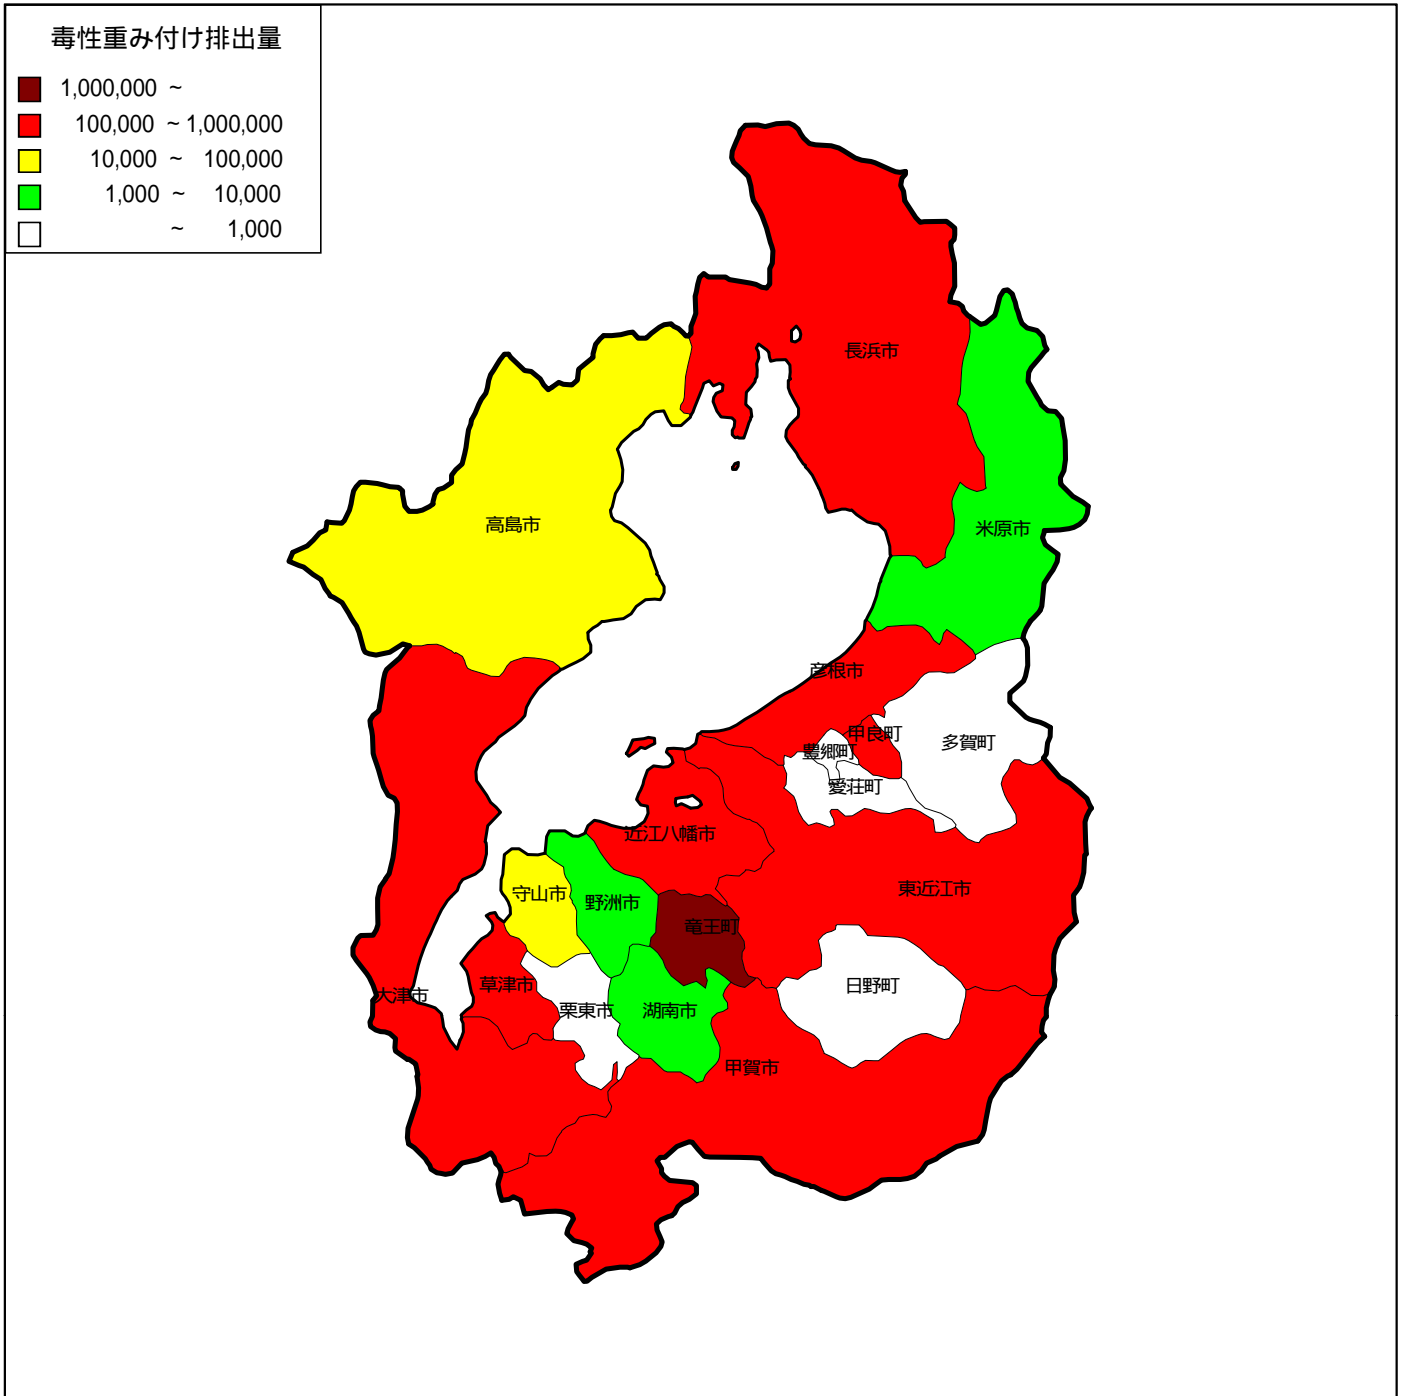 毒性重み付け排出量
1,000,000 ~
100,000 ~ 1,000,000
10,000 ~ 100,000
1,000 ~ 10,000
~ 1,000
長浜市
高島市
米原市
彦根市
甲良町
多賀町
豊郷町
愛荘町
近江八幡市
東近江市
守山市
野洲市
竜王町
草津市
日野町
大津市
栗東市
湖南市
甲賀市